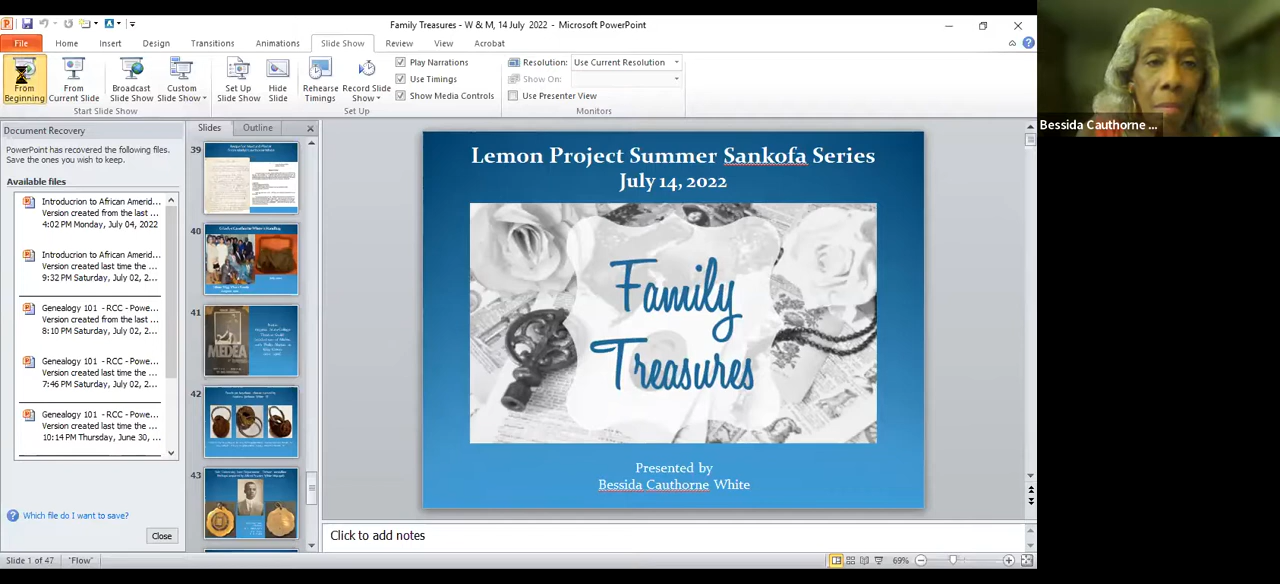 Family Treasures - W & M, 14 July 2022 - Microsoft PowerPoint
File Home Insert Design Transitions Animations Slide Show Review View Acrobat
From Beginning
From Current Slide
Broadcast Slide Show
Custom Slide Show
Start Slide Show
Set Up Slide Show
Hide Slide
Rehearse Timings
Record Slide Show
Play Narrations
Use Timings
Show Media Controls
Set Up
Resolution: Use Current Resolution
Show On:
Use Presenter View
Monitors
Bessida Cauthorne ...
Document Recovery
PowerPoint has recovered the following files.
Save the ones you wish to keep.
Available files
Introducrion to African Amerid...
Version created from the last ...
4:02 PM Monday, July 04, 2022
Introducrion to African Amerid...
Version created last time the ...
9:32 PM Saturday, July 02, 2...
Genealogy 101 - RCC - Powe...
Version created from the last ...
8:10 PM Saturday, July 02, 2...
Genealogy 101 - RCC - Powe...
Version created last time the ...
7:46 PM Saturday, July 02, 2...
Genealogy 101 - RCC - Powe...
Version created last time the ...
10:14 PM Thursday, June 30, ...
Which file do I want to save?
Close
Slides Outline
39
40
41
MEDEA
42
43
Lemon Project Summer Sankofa Series
July 14, 2022
Family
Treasures
Presented by
Bessida Cauthorne White
Click to add notes
Slide 1 of 47 "Flow" 69%